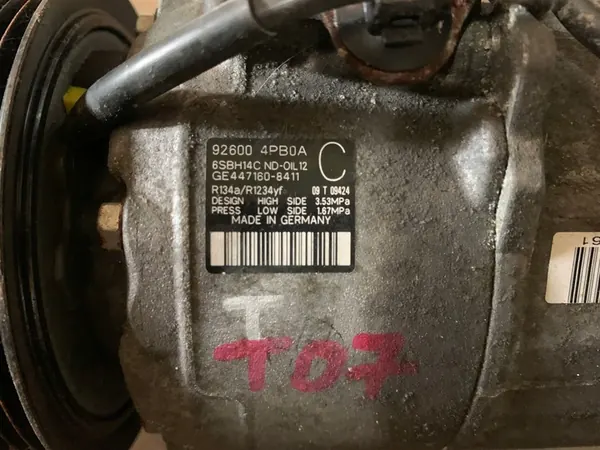 92600 4PB0A
6SBH14C ND-OIL12 C
GE447160-8411
R134a/R1234yf 09 T 09424
DESIGN HIGH SIDE 3.53MPa
PRESS LOW SIDE 1.67MPa
MADE IN GERMANY
T
T07
51